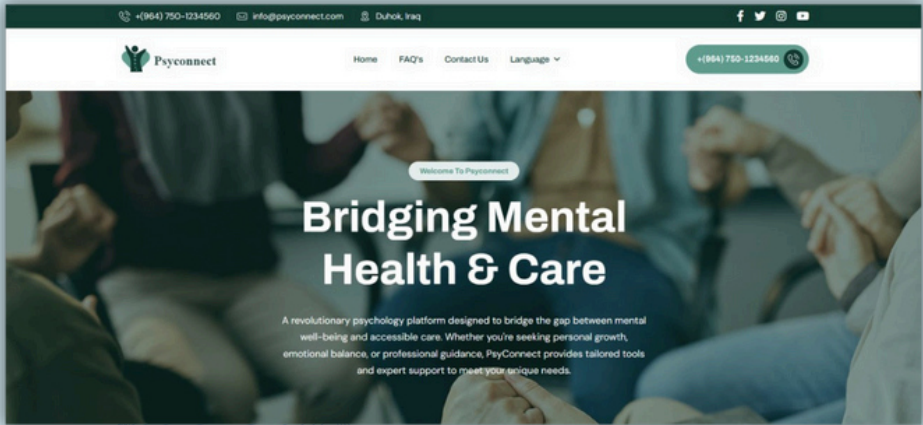 +(964) 750-1234560 info@psyconnect.com Duhok, Iraq
Psyconnect Home FAQ's Contact Us Language +(964) 750-1234560
Welcome To Psyconnect
Bridging Mental
Health & Care
A revolutionary psychology platform designed to bridge the gap between mental
well-being and accessible care. Whether you're seeking personal growth,
emotional balance, or professional guidance, PsyConnect provides tailored tools
and expert support to meet your unique needs.